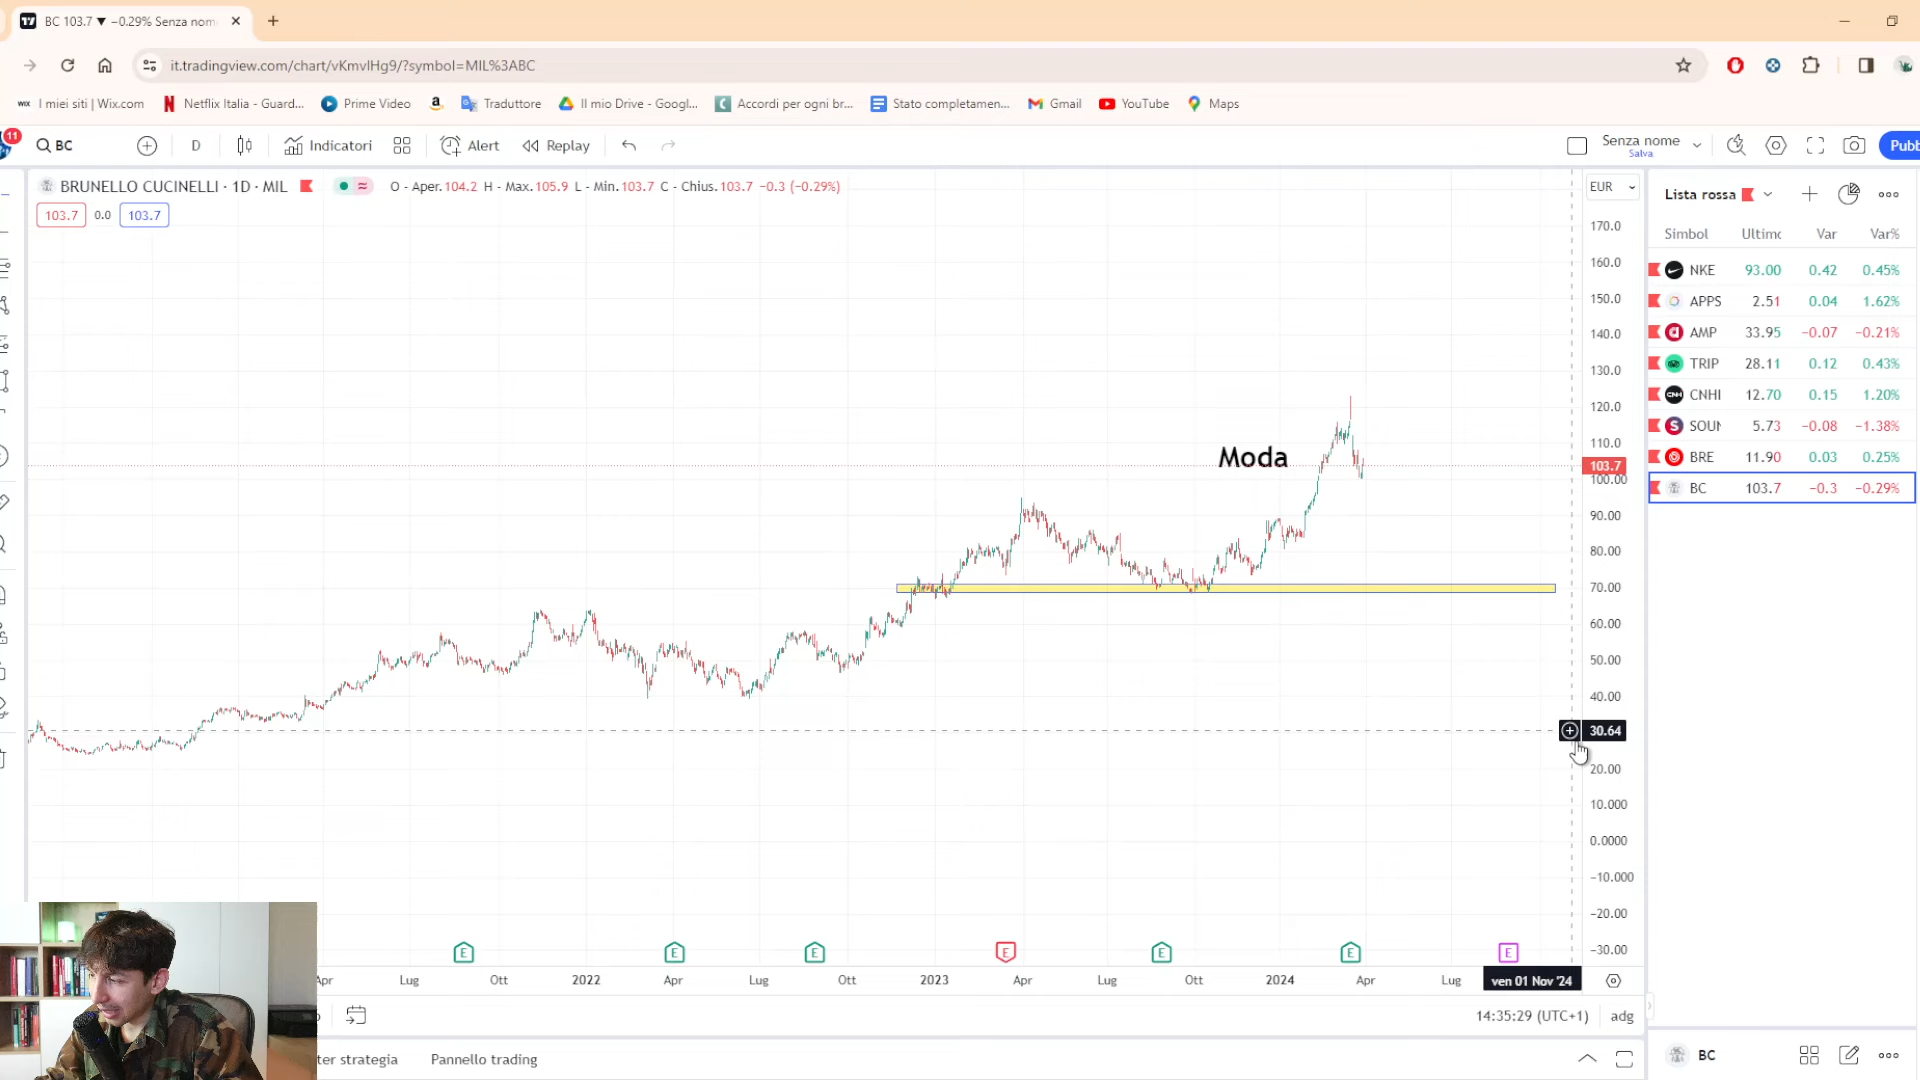 BC 103.7 ▼ −0.29% Senza nom
it.tradingview.com/chart/vKmvlHg9/?symbol=MIL%3ABC
WIX I miei siti | Wix.com Netflix Italia - Guard... Prime Video Traduttore Il mio Drive - Googl... Accordi per ogni br... Stato completamen... Gmail YouTube Maps
11 BC D Indicatori Alert Replay Senza nome Salva Pubb
BRUNELLO CUCINELLI · 1D · MIL O - Aper. 104.2 H - Max. 105.9 L - Min. 103.7 C - Chius. 103.7 −0.3 (−0.29%)
103.7 0.0 103.7
EUR
170.0
160.0
150.0
140.0
130.0
120.0
110.0
103.7
100.00
90.00
80.00
70.00
60.00
50.00
40.00
30.64
20.00
10.000
0.0000
−10.000
−20.00
−30.00
Moda
E E E E E E E
Apr Lug Ott 2022 Apr Lug Ott 2023 Apr Lug Ott 2024 Apr Lug ven 01 Nov '24
14:35:29 (UTC+1) adg
ter strategia Pannello trading
Lista rossa
Simbol Ultimo Var Var%
NKE 93.00 0.42 0.45%
APPS 2.51 0.04 1.62%
AMP 33.95 −0.07 −0.21%
TRIP 28.11 0.12 0.43%
CNHI 12.70 0.15 1.20%
SOUN 5.73 −0.08 −1.38%
BRE 11.90 0.03 0.25%
BC 103.7 −0.3 −0.29%
BC